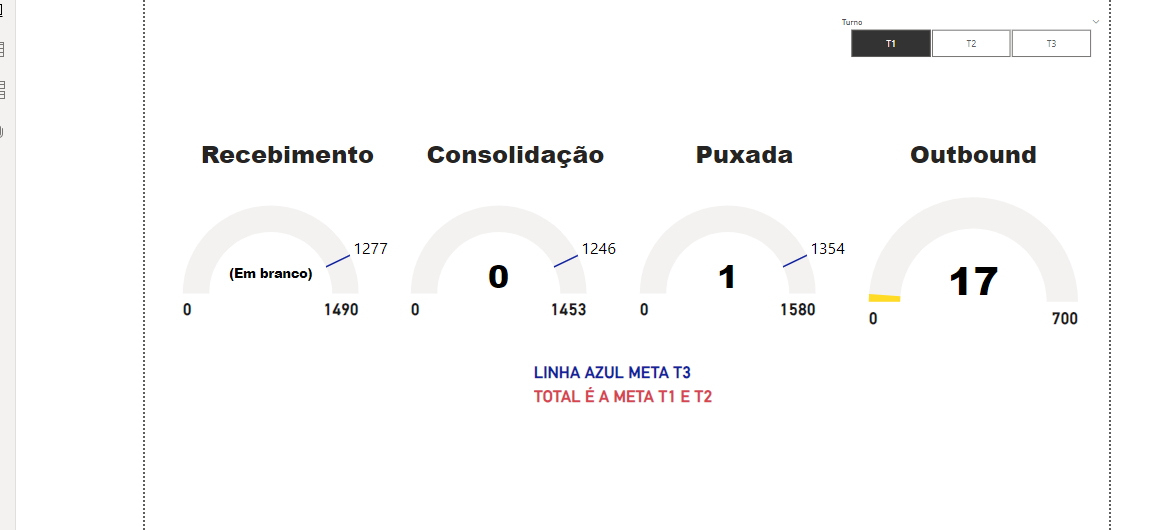 Turno
T1 T2 T3
Recebimento Consolidação Puxada Outbound
1277 1246 1354
(Em branco) 0 1 17
0 1490 0 1453 0 1580 0 700
LINHA AZUL META T3
TOTAL É A META T1 E T2